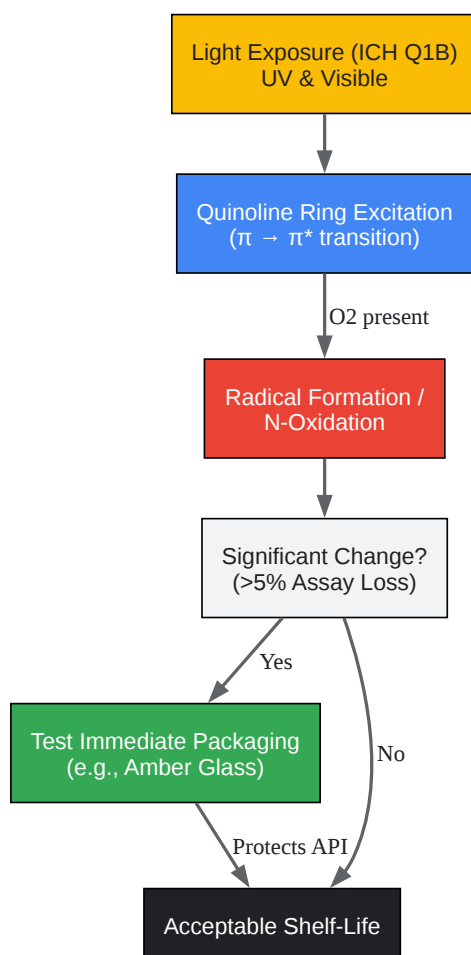 Light Exposure (ICH Q1B)
UV & Visible
Quinoline Ring Excitation
(π → π* transition)
O2 present
Radical Formation /
N-Oxidation
Significant Change?
(>5% Assay Loss)
Yes
No
Test Immediate Packaging
(e.g., Amber Glass)
Protects API
Acceptable Shelf-Life